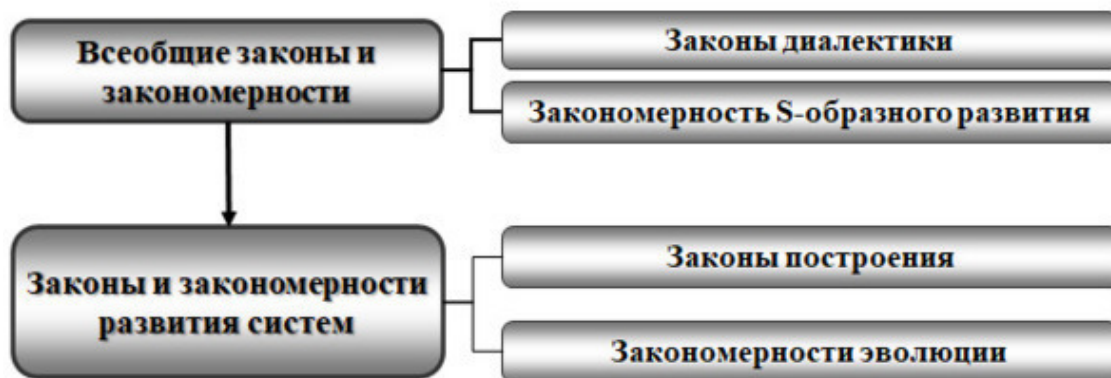 Всеобщие законы и
закономерности
Законы диалектики
Закономерность S-образного развития
Законы и закономерности
развития систем
Законы построения
Закономерности эволюции